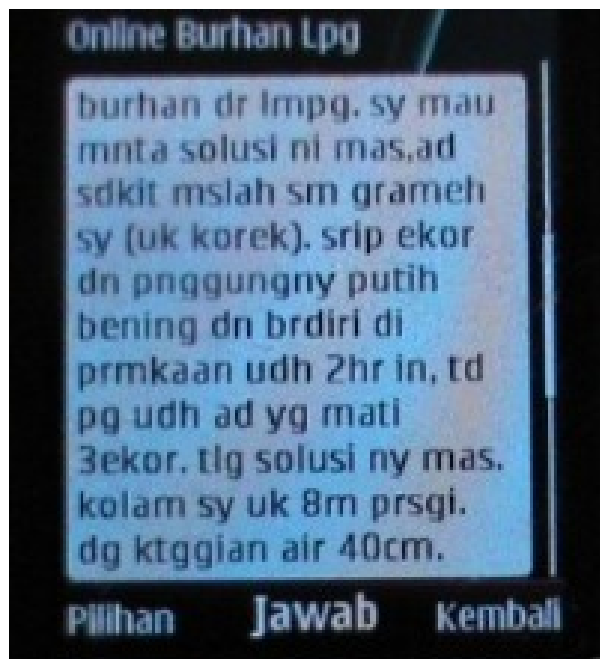 Online Burhan Lpg
burhan dr lmpg. sy mau
mnta solusi ni mas,ad
sdkit mslah sm grameh
sy (uk korek). srip ekor
dn pnggungny putih
bening dn brdiri di
prmkaan udh 2hr in, td
pg udh ad yg mati
3ekor. tlg solusi ny mas.
kolam sy uk 8m prsgi.
dg ktggian air 40cm.
Pilihan Jawab Kembali